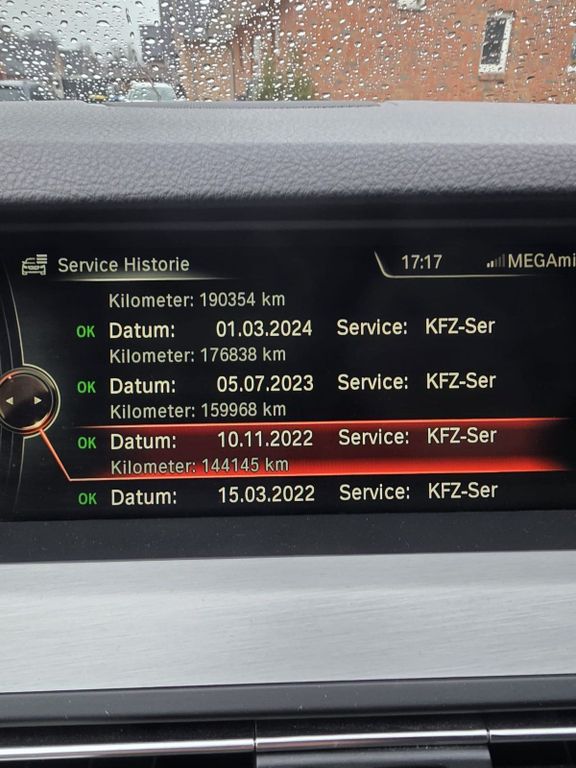 Service Historie 17:17 MEGAmi
Kilometer: 190354 km
OK Datum: 01.03.2024 Service: KFZ-Ser
Kilometer: 176838 km
OK Datum: 05.07.2023 Service: KFZ-Ser
Kilometer: 159968 km
OK Datum: 10.11.2022 Service: KFZ-Ser
Kilometer: 144145 km
OK Datum: 15.03.2022 Service: KFZ-Ser